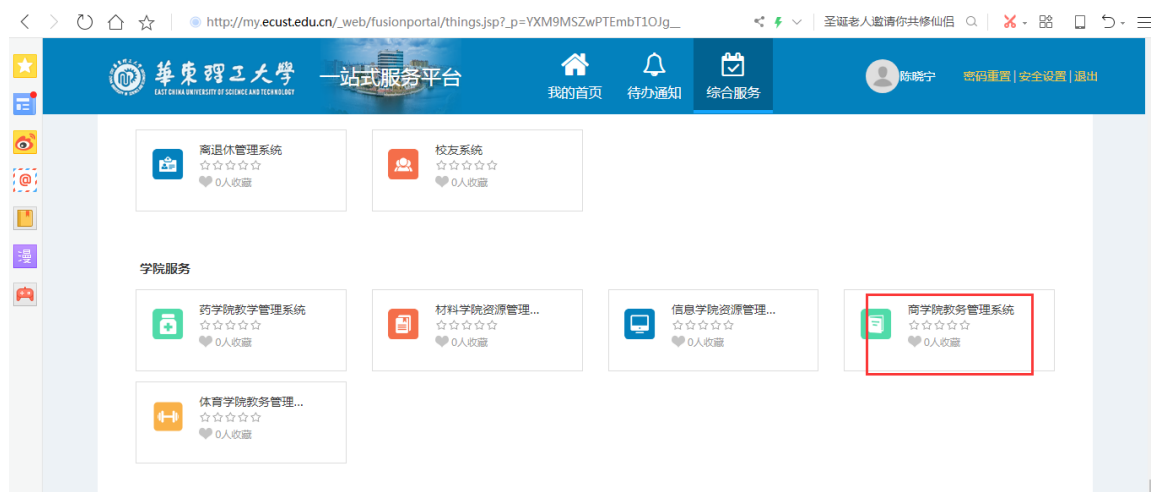 http://my.ecust.edu.cn/_web/fusionportal/things.jsp?_p=YXM9MSZwPTEmbT1OJg__
圣诞老人邀请你共修仙侣
華東理工大學
EAST CHINA UNIVERSITY OF SCIENCE AND TECHNOLOGY
一站式服务平台
我的首页
待办通知
综合服务
陈晓宁
密码重置|安全设置|退出
离退休管理系统
0人收藏
校友系统
0人收藏
学院服务
药学院教学管理系统
0人收藏
材料学院资源管理...
0人收藏
信息学院资源管理...
0人收藏
商学院教务管理系统
0人收藏
体育学院教务管理...
0人收藏
@
漫